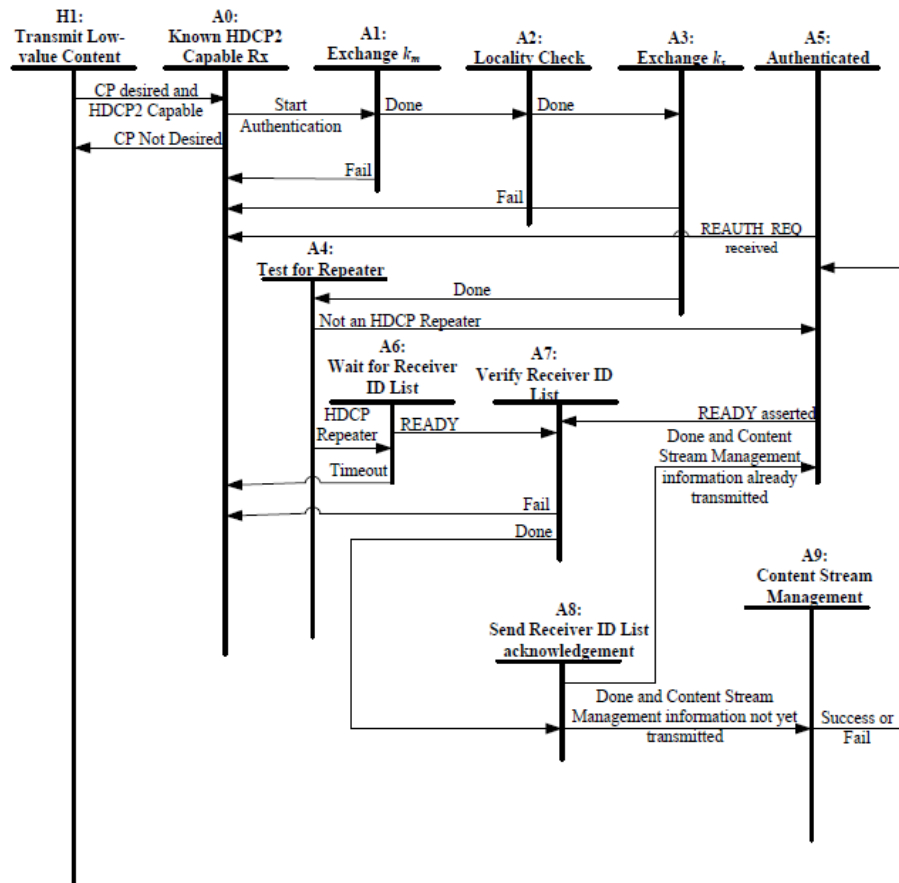 H1:
Transmit Low-
value Content
A0:
Known HDCP2
Capable Rx
A1:
Exchange km
A2:
Locality Check
A3:
Exchange ks
A5:
Authenticated
CP desired and
HDCP2 Capable
Start
Authentication
Done
Done
CP Not Desired
Fail
Fail
REAUTH_REQ
received
A4:
Test for Repeater
Done
Not an HDCP Repeater
A6:
Wait for Receiver
ID List
A7:
Verify Receiver ID
List
HDCP
Repeater
READY
READY asserted
Done and Content
Stream Management
information already
transmitted
Timeout
Fail
Done
A9:
Content Stream
Management
A8:
Send Receiver ID List
acknowledgement
Done and Content Stream
Management information not yet
transmitted
Success or
Fail